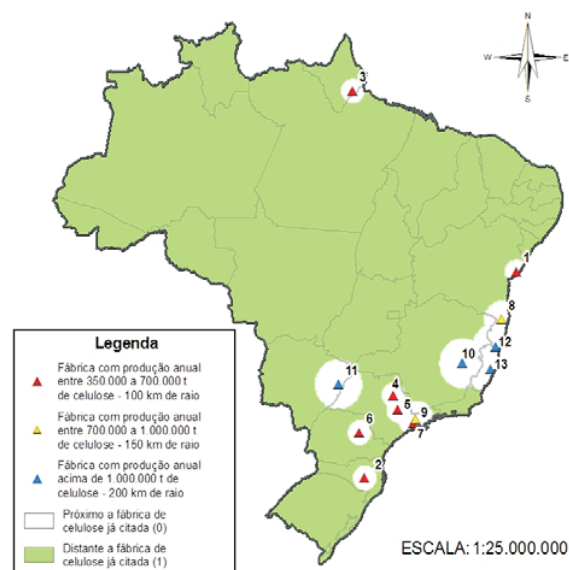 N
W E
S
3
1
8
12
10
13
11
4
5
9
6
7
2
Legenda
Fábrica com produção anual
entre 350.000 a 700.000 t
de celulose - 100 km de raio
Fábrica com produção anual
entre 700.000 a 1.000.000 t
de celulose - 150 km de raio
Fábrica com produção anual
acima de 1.000.000 t de
celulose - 200 km de raio
Próximo a fábrica de
celulose já citada (0)
Distante a fábrica de
celulose já citada (1)
ESCALA: 1:25.000.000